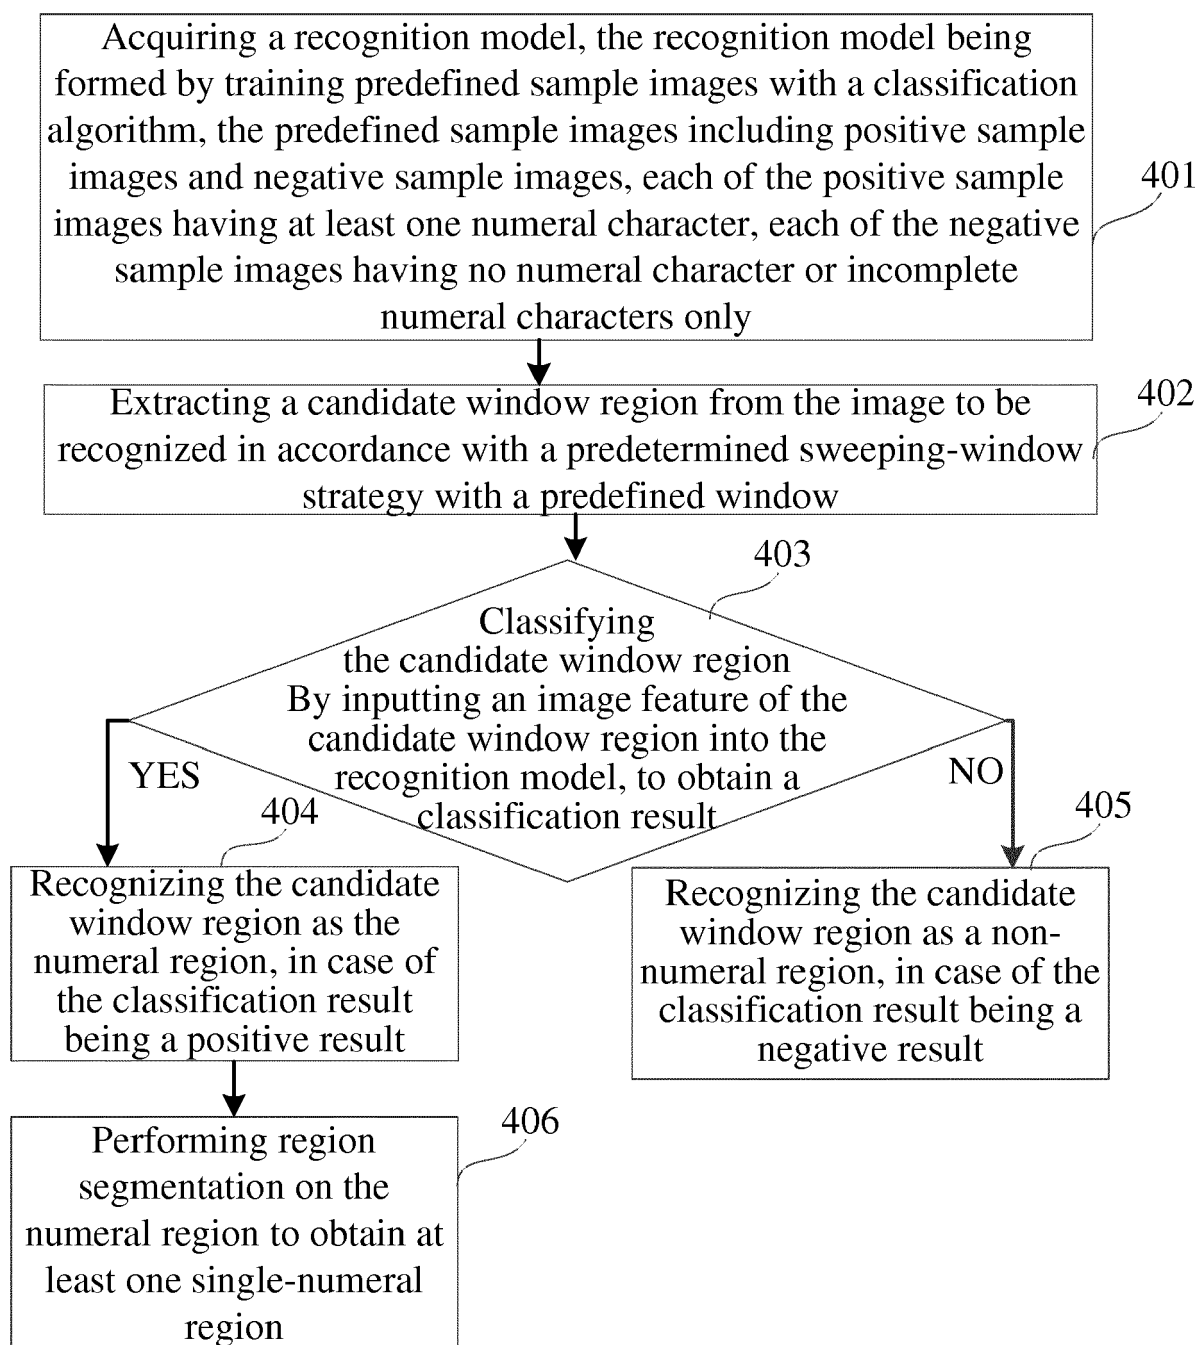 Acquiring a recognition model, the recognition model being
formed by training predefined sample images with a classification
algorithm, the predefined sample images including positive sample
images and negative sample images, each of the positive sample
images having at least one numeral character, each of the negative
sample images having no numeral character or incomplete
numeral characters only
401
Extracting a candidate window region from the image to be
recognized in accordance with a predetermined sweeping-window
strategy with a predefined window
402
403
Classifying
the candidate window region
By inputting an image feature of the
candidate window region into the
recognition model, to obtain a
classification result
YES
NO
404
405
Recognizing the candidate
window region as the
numeral region, in case of
the classification result
being a positive result
Recognizing the candidate
window region as a non-
numeral region, in case of the
classification result being a
negative result
406
Performing region
segmentation on the
numeral region to obtain at
least one single-numeral
region